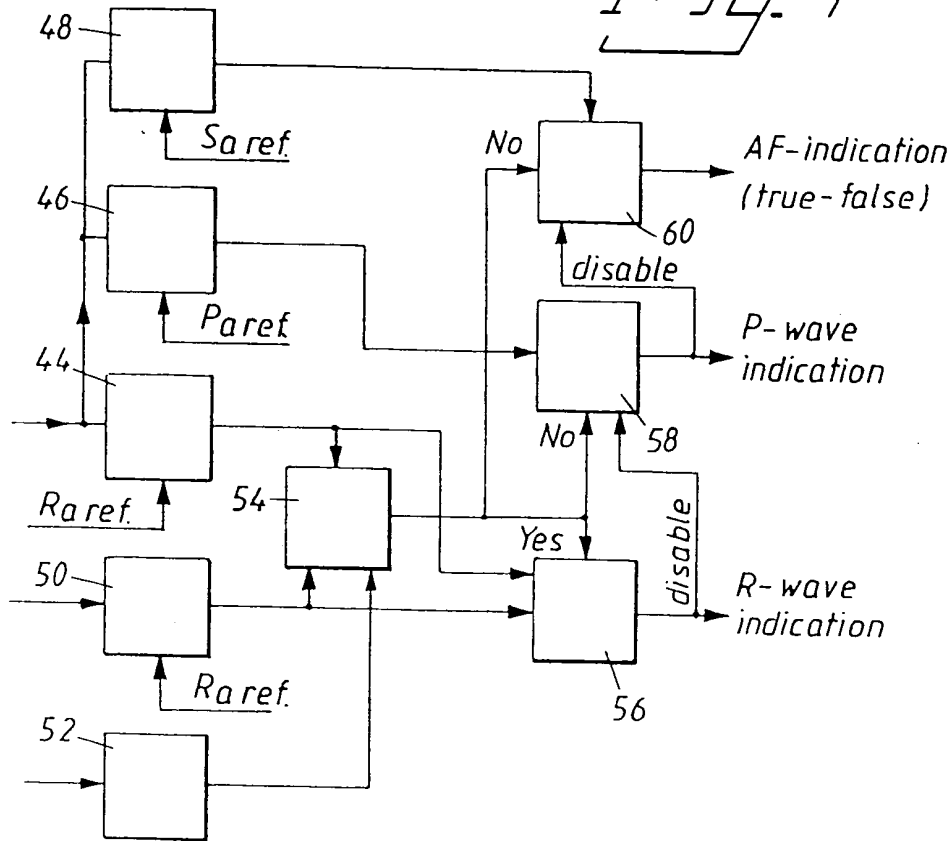 48
Sa ref.
No
AF-indication
(true-false)
46
60
disable
Pa ref.
P-wave
indication
44
58
No
Ra ref.
54
Yes
disable
50
R-wave
indication
Ra ref.
56
52